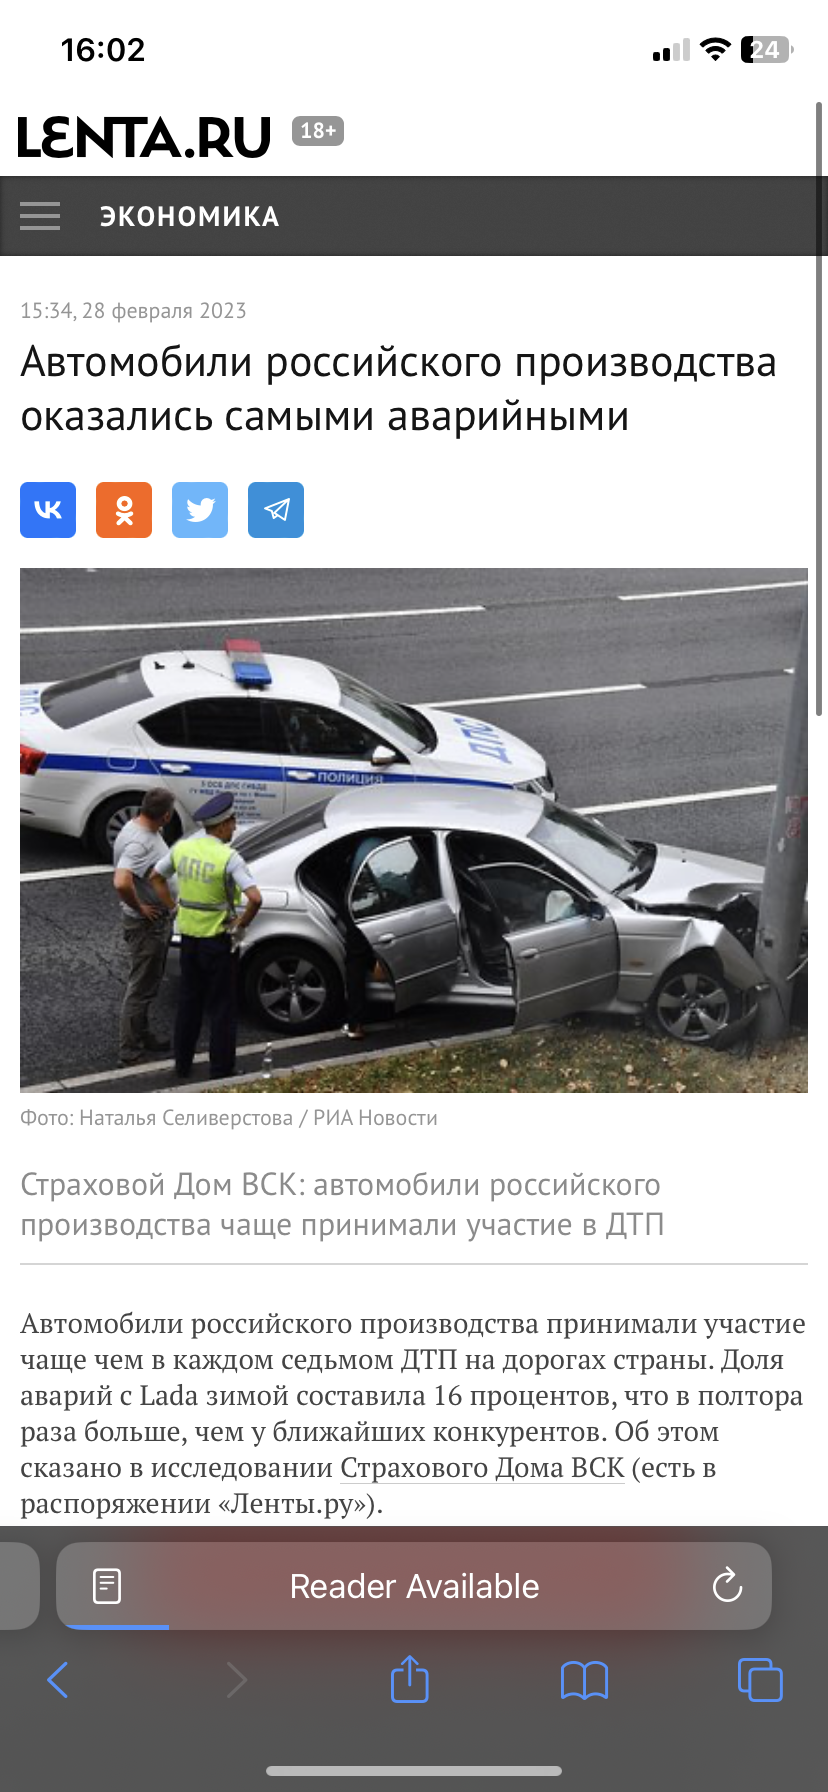 16:02
24
LENTA.RU 18+
ЭКОНОМИКА
15:34, 28 февраля 2023
Автомобили российского производства
оказались самыми аварийными
ДПС
ПОЛИЦИЯ
ДПС
Фото: Наталья Селиверстова / РИА Новости
Страховой Дом ВСК: автомобили российского
производства чаще принимали участие в ДТП
Автомобили российского производства принимали участие
чаще чем в каждом седьмом ДТП на дорогах страны. Доля
аварий с Lada зимой составила 16 процентов, что в полтора
раза больше, чем у ближайших конкурентов. Об этом
сказано в исследовании Страхового Дома ВСК (есть в
распоряжении «Ленты.ру»).
Reader Available